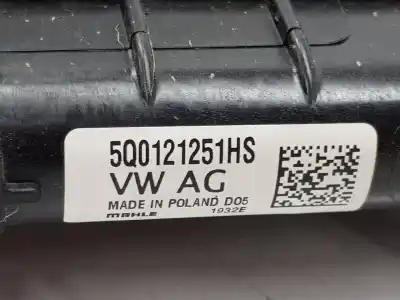 5Q0121251HS
VW AG
MADE IN POLAND D05
MAHLE 1932E